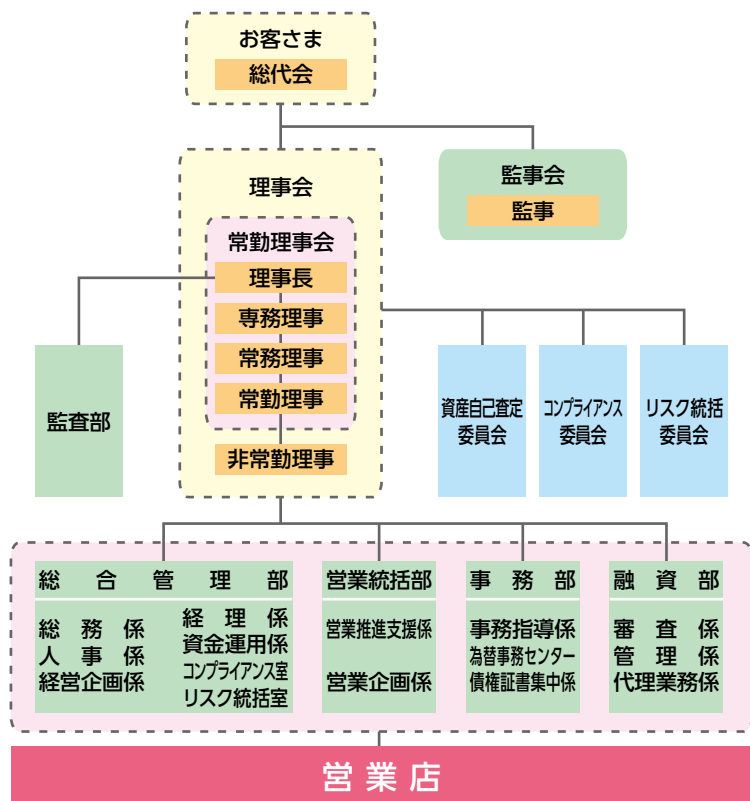 お客さま
総代会
理事会
監事会
監事
常勤理事会
理事長
専務理事
常務理事
常勤理事
非常勤理事
監査部
資産自己査定
委員会
コンプライアンス
委員会
リスク統括
委員会
総合管理部
総務係
人事係
経営企画係
経理係
資金運用係
コンプライアンス室
リスク統括室
営業統括部
営業推進支援係
営業企画係
事務部
事務指導係
為替事務センター
債権証書集中係
融資部
審査係
管理係
代理業務係
営業店